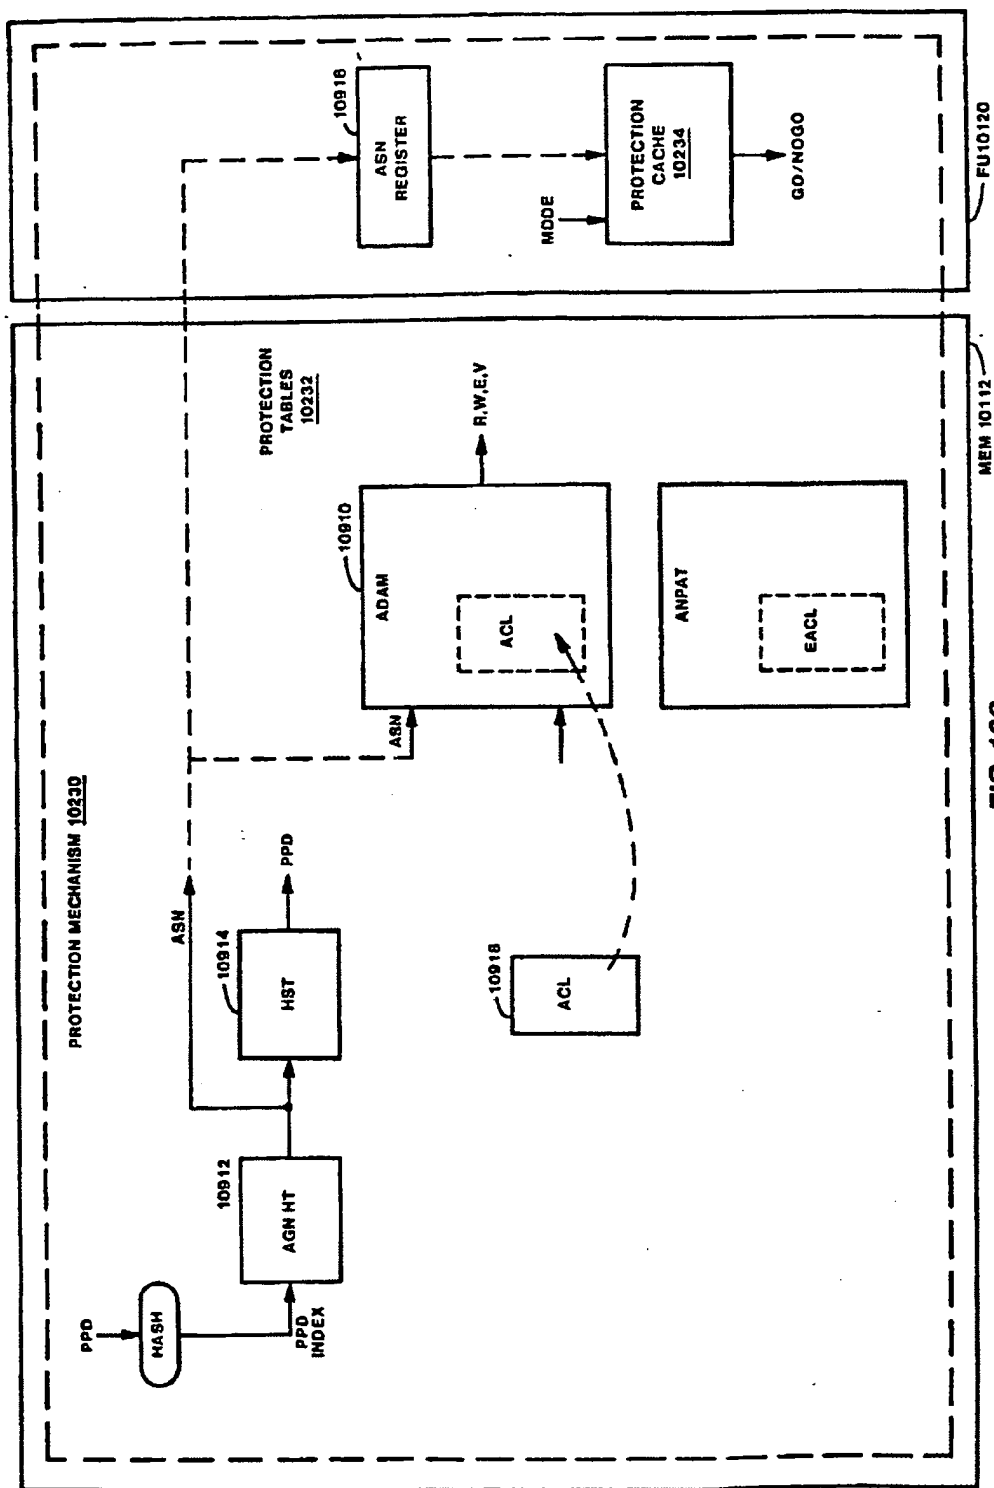 PROTECTION MECHANISM 10230
PPD
HASH
PPD
INDEX
10912
AGN HT
ASN
10914
HST
PPD
PROTECTION
TABLES
10232
10918
ACL
ASN
10910
ADAM
ACL
R,W,E,V
ANPAT
EACL
10916
ASN
REGISTER
MODE
PROTECTION
CACHE
10234
GO/NOGO
MEM 10112
FU10120